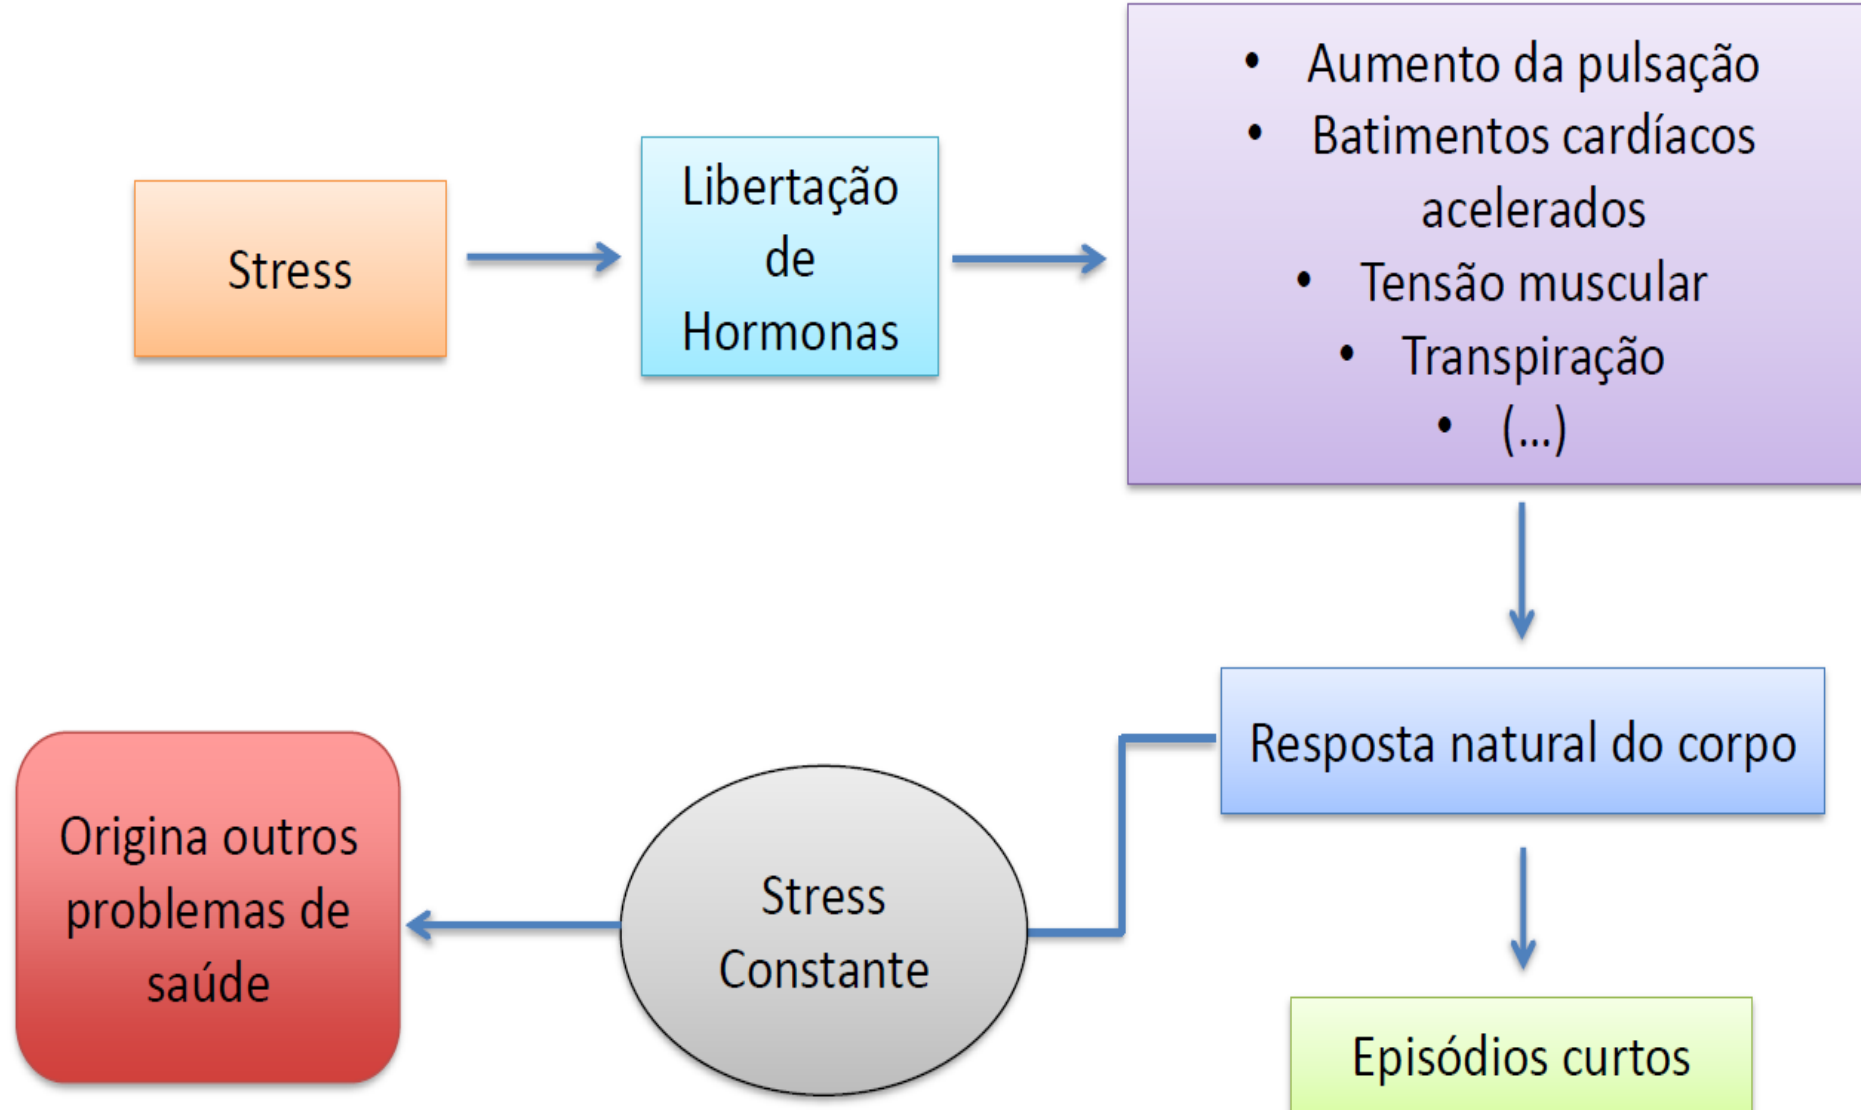 Stress
Libertação
de
Hormonas
• Aumento da pulsação
• Batimentos cardíacos
acelerados
• Tensão muscular
• Transpiração
• (...)
Resposta natural do corpo
Episódios curtos
Stress
Constante
Origina outros
problemas de
saúde